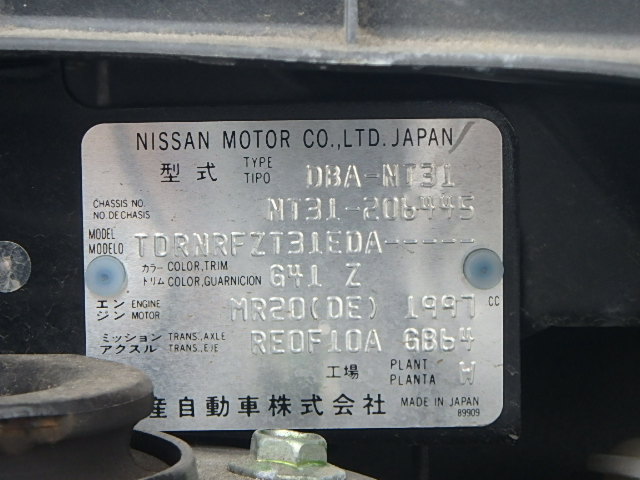 NISSAN MOTOR CO.,LTD. JAPAN
型式 TYPE TIPO DBA-NT31
CHASSIS NO. NO.DE CHASIS NT31-206445
MODEL MODELO TDRNRFZT31EDA-----
カラー COLOR,TRIM トリム COLOR,GUARNICION G41 Z
エンジン ENGINE MOTOR MR20(DE) 1997 CC
ミッション TRANS.,AXLE アクスル TRANS.,EJE RE0F10A GB64
工場 PLANT PLANTA W
産自動車株式会社 MADE IN JAPAN
89909